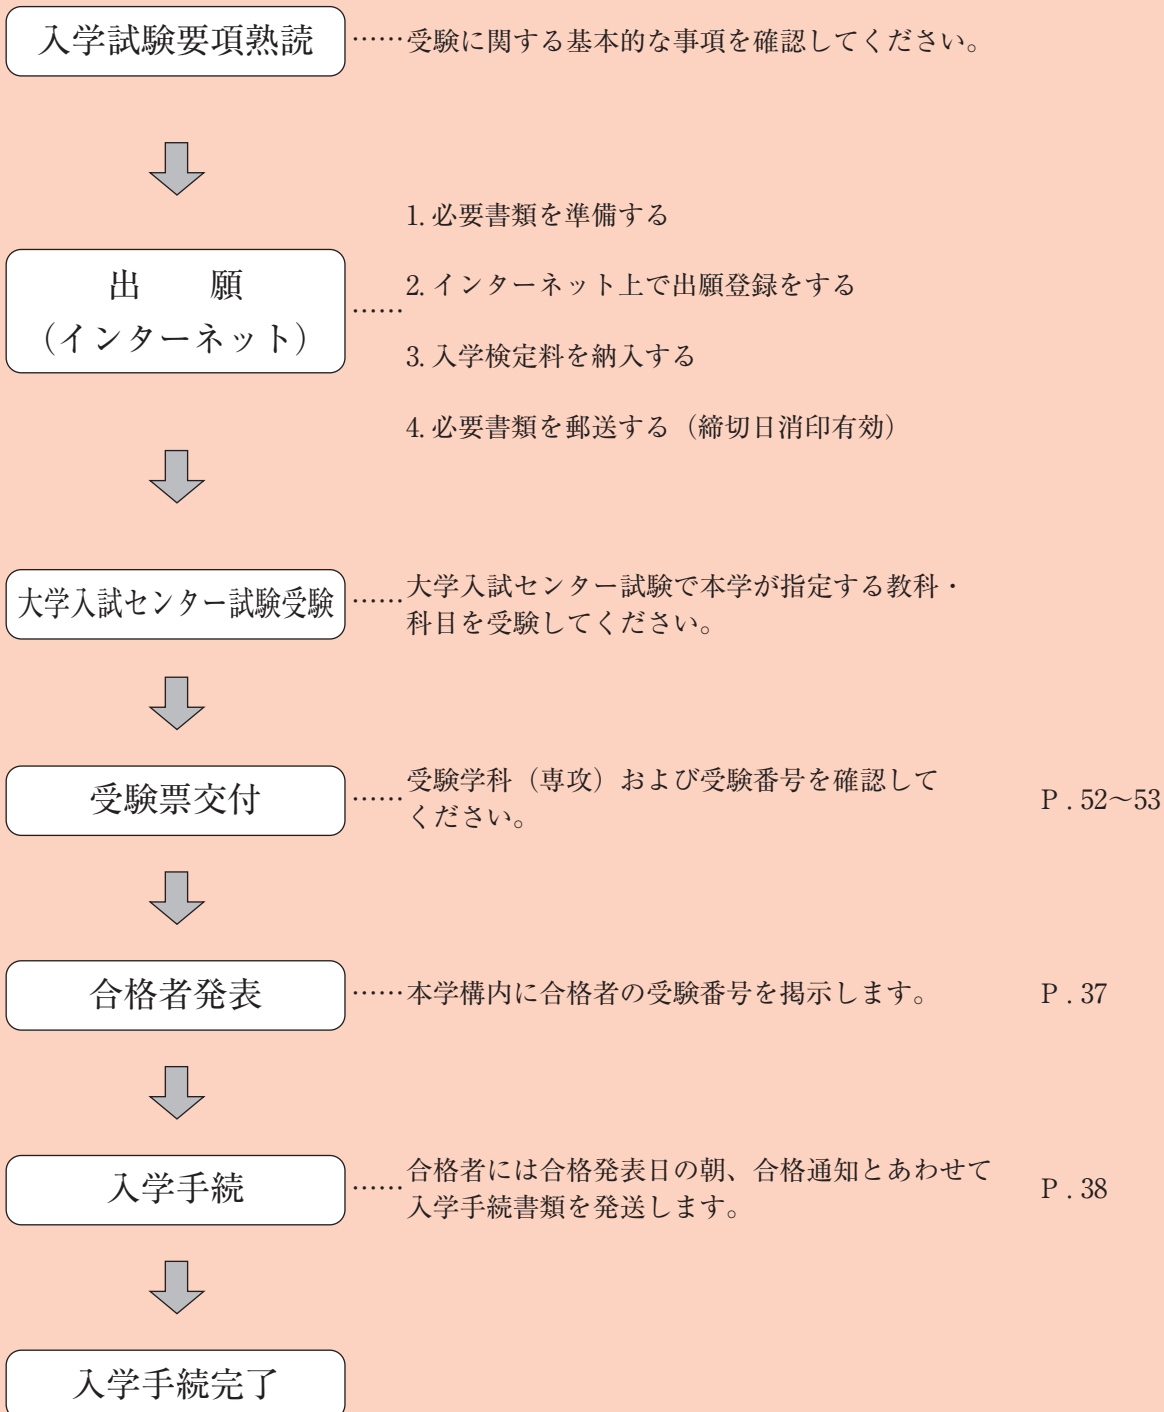 入学試験要項熟読 ……受験に関する基本的な事項を確認してください。
1. 必要書類を準備する
出　　願
(インターネット)
……
2. インターネット上で出願登録をする
3. 入学検定料を納入する
4. 必要書類を郵送する（締切日消印有効）
大学入試センター試験受験 ……大学入試センター試験で本学が指定する教科・
科目を受験してください。
受験票交付 ……受験学科（専攻）および受験番号を確認して
ください。
P . 52〜53
合格者発表 ……本学構内に合格者の受験番号を掲示します。 P . 37
入学手続 ……合格者には合格発表日の朝、合格通知とあわせて
入学手続書類を発送します。
P . 38
入学手続完了